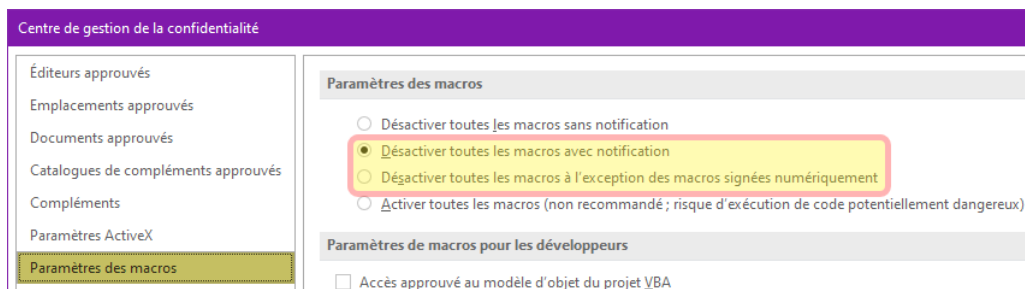 Centre de gestion de la confidentialité
Éditeurs approuvés
Emplacements approuvés
Documents approuvés
Catalogues de compléments approuvés
Compléments
Paramètres ActiveX
Paramètres des macros
Paramètres des macros
Désactiver toutes les macros sans notification
Désactiver toutes les macros avec notification
Désactiver toutes les macros à l'exception des macros signées numériquement
Activer toutes les macros (non recommandé ; risque d'exécution de code potentiellement dangereux)
Paramètres de macros pour les développeurs
Accès approuvé au modèle d'objet du projet VBA